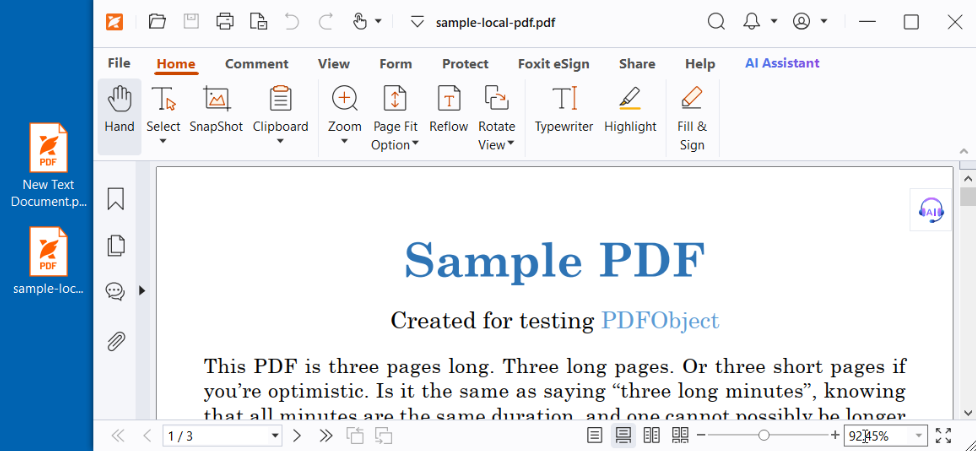 sample-local-pdf.pdf
File Home Comment View Form Protect Foxit eSign Share Help AI Assistant
Hand Select SnapShot Clipboard Zoom Page Fit Option Reflow Rotate View Typewriter Highlight Fill & Sign
PDF
New Text
Document.p...
PDF
sample-loc...
AI
Sample PDF
Created for testing PDFObject
This PDF is three pages long. Three long pages. Or three short pages if
you're optimistic. Is it the same as saying “three long minutes”, knowing
that all minutes are the same duration, and one cannot possibly be longer
1 / 3
92.45%